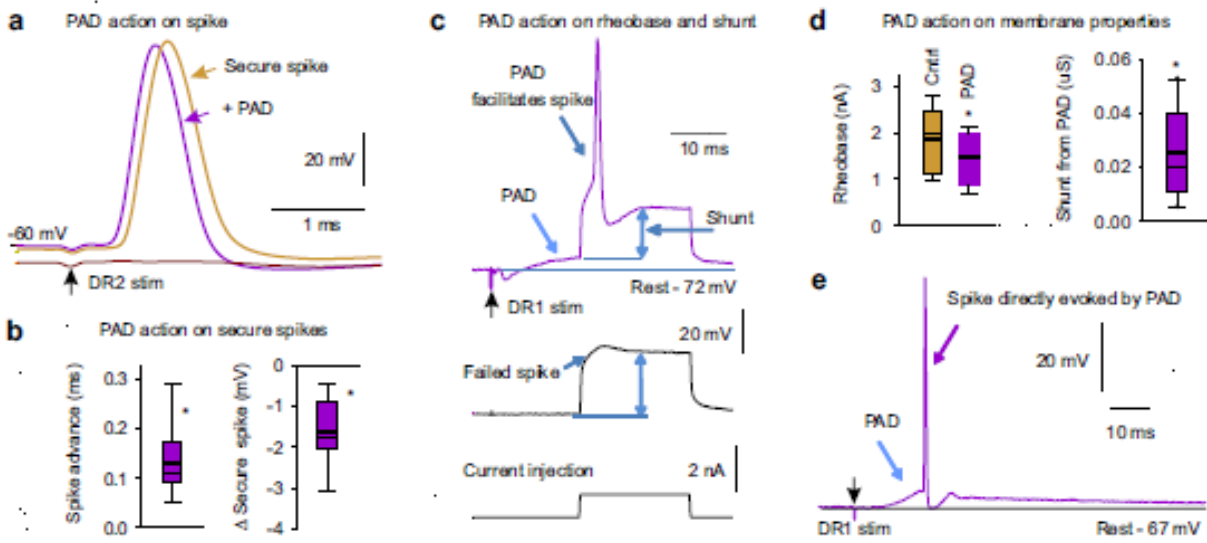 a PAD action on spike
Secure spike
+ PAD
20 mV
1 ms
-60 mV
DR2 stim
b PAD action on secure spikes
Spike advance (ms)
0.3
0.2
0.1
0.0
*
Δ Secure spike (mV)
0
-1
-2
-3
-4
*
c PAD action on rheobase and shunt
PAD
facilitates spike
10 ms
PAD
Shunt
Rest - 72 mV
DR1 stim
20 mV
Failed spike
Current injection
2 nA
d PAD action on membrane properties
Rheobase (nA)
3
2
1
0
Cntrl
PAD
*
Shunt from PAD (uS)
0.06
0.04
0.02
0.00
*
e
Spike directly evoked by PAD
20 mV
PAD
10 ms
DR1 stim
Rest - 67 mV